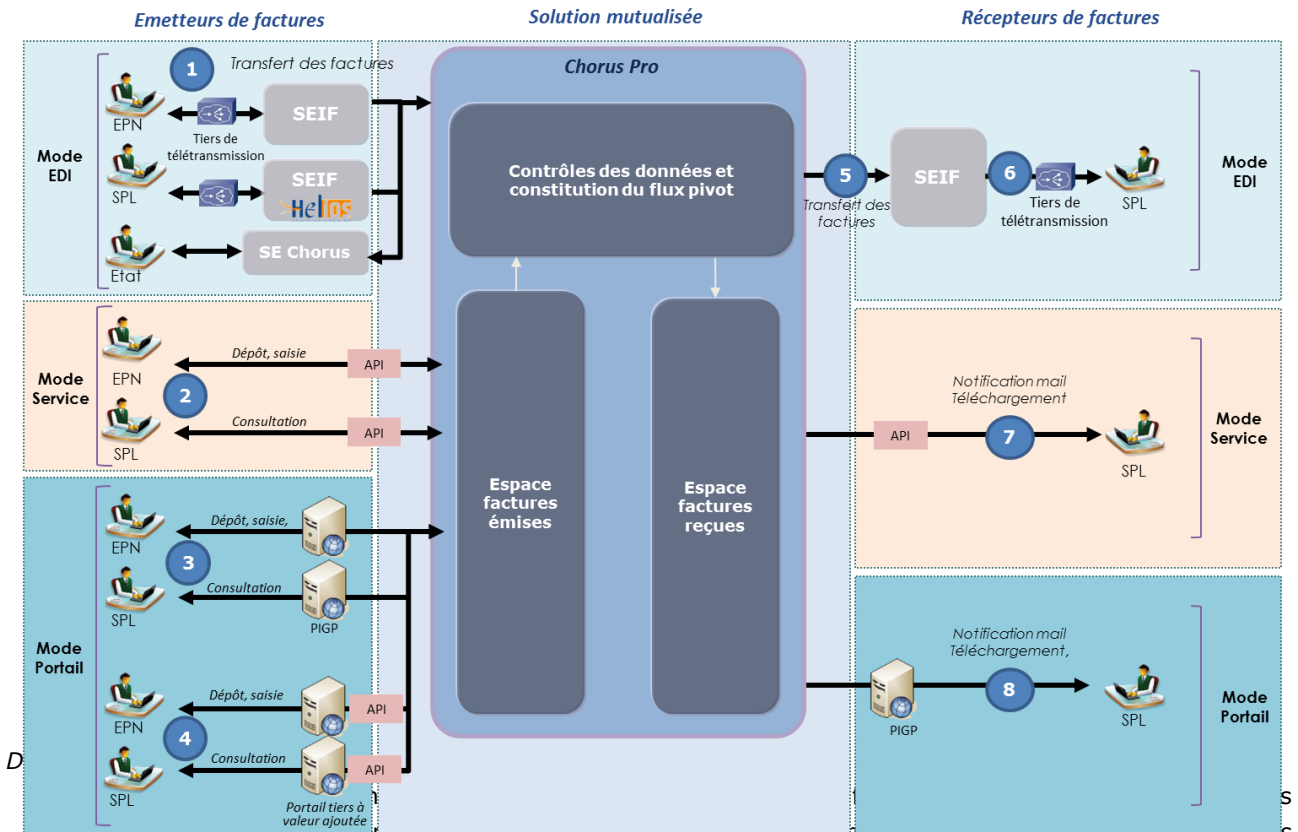 Emetteurs de factures
Solution mutualisée
Récepteurs de factures
1
Transfert des factures
EPN
Tiers de
télétransmission
SEIF
Mode
EDI
SPL
SEIF
Helios
Etat
SE Chorus
Mode
Service
EPN
Dépôt, saisie
API
2
SPL
Consultation
API
Mode
Portail
EPN
Dépôt, saisie,
3
SPL
Consultation
PIGP
EPN
Dépôt, saisie
API
4
SPL
Consultation
API
Portail tiers à
valeur ajoutée
Chorus Pro
Contrôles des données et
constitution du flux pivot
Espace
factures
émises
Espace
factures
reçues
5
Transfert des
factures
SEIF
6
Tiers de
télétransmission
SPL
Mode
EDI
API
Notification mail
Téléchargement
7
SPL
Mode
Service
PIGP
Notification mail
Téléchargement,
8
SPL
Mode
Portail
D